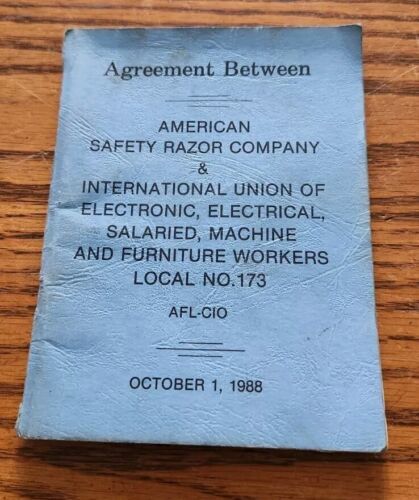 Agreement Between
AMERICAN
SAFETY RAZOR COMPANY
&
INTERNATIONAL UNION OF
ELECTRONIC, ELECTRICAL,
SALARIED, MACHINE
AND FURNITURE WORKERS
LOCAL NO.173
AFL-CIO
OCTOBER 1, 1988